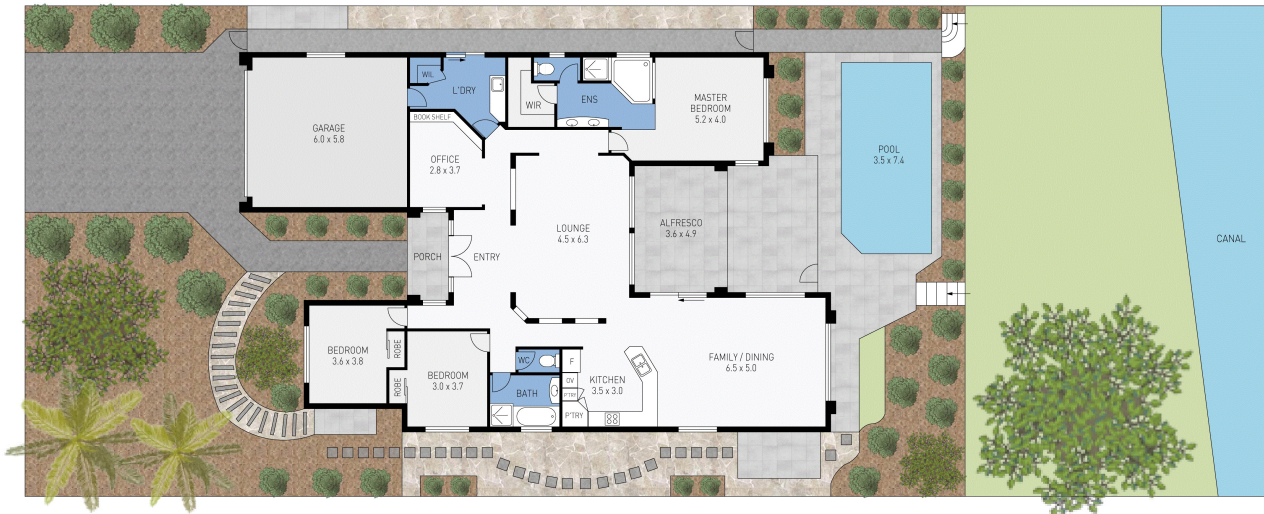 GARAGE
6.0 x 5.8
WIL
L'DRY
BOOK SHELF
OFFICE
2.8 x 3.7
WIR
ENS
MASTER
BEDROOM
5.2 x 4.0
POOL
3.5 x 7.4
CANAL
PORCH
ENTRY
LOUNGE
4.5 x 6.3
ALFRESCO
3.6 x 4.9
BEDROOM
3.6 x 3.8
ROBE
ROBE
BEDROOM
3.0 x 3.7
WC
BATH
F
OV
P'TRY
P'TRY
KITCHEN
3.5 x 3.0
FAMILY / DINING
6.5 x 5.0